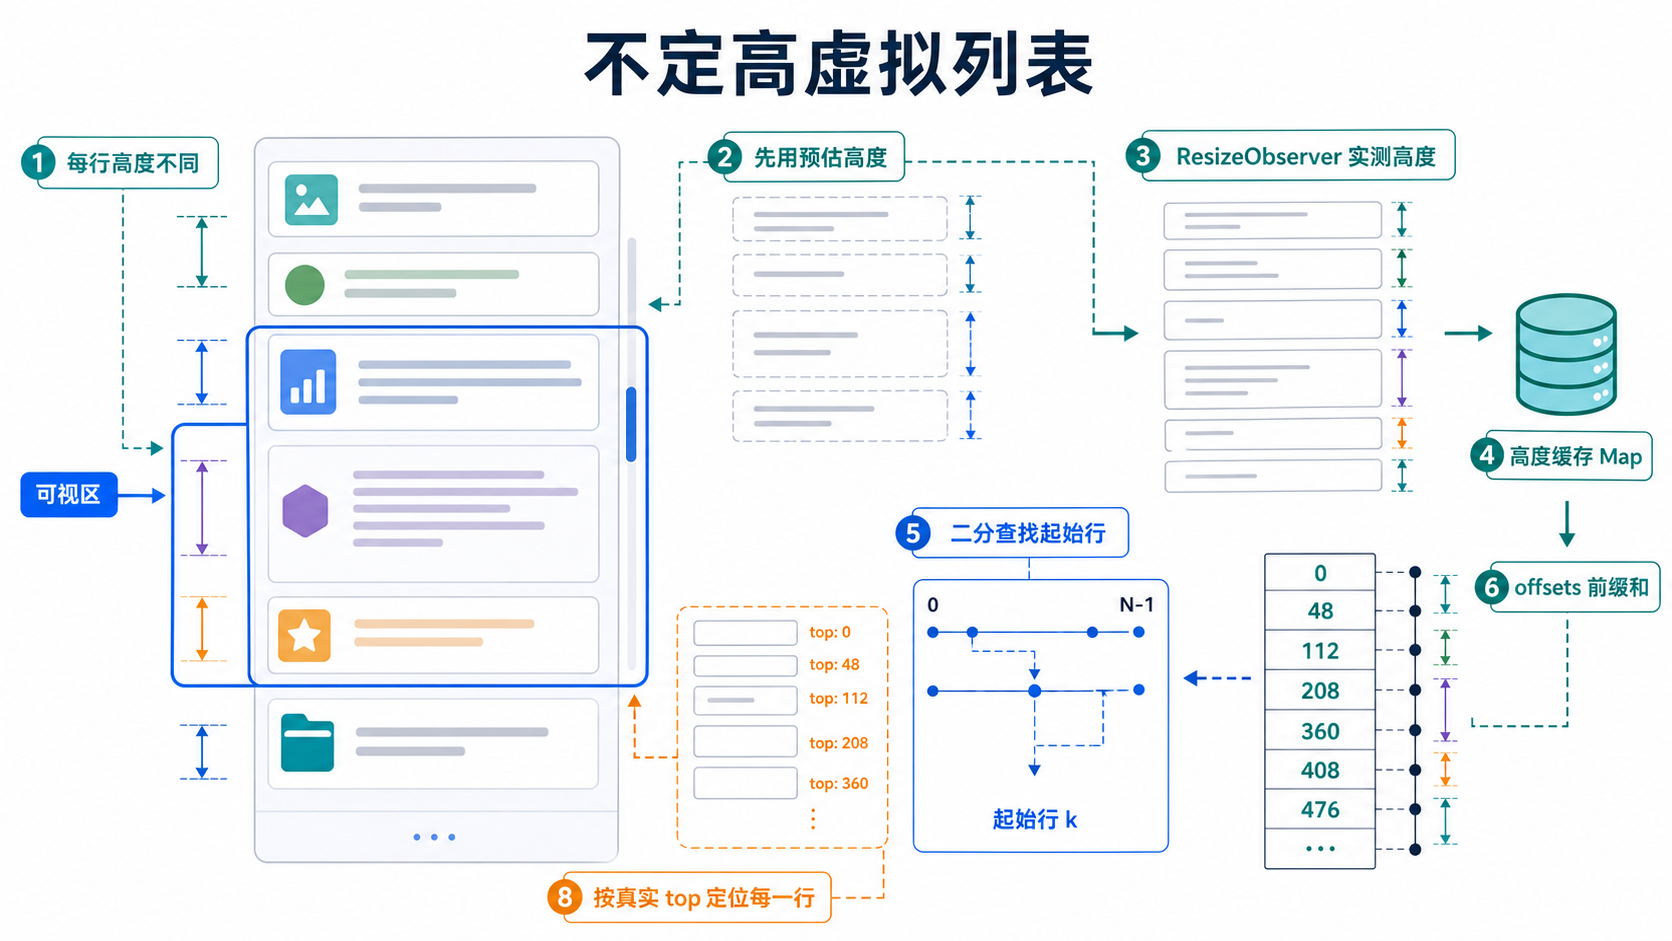 不定高虚拟列表
1 每行高度不同
2 先用预估高度
3 ResizeObserver 实测高度
4 高度缓存 Map
可视区
5 二分查找起始行
0 N-1
起始行 k
6 offsets 前缀和
0
48
112
208
360
408
476
...
top: 0
top: 48
top: 112
top: 208
top: 360
⋮
8 按真实 top 定位每一行